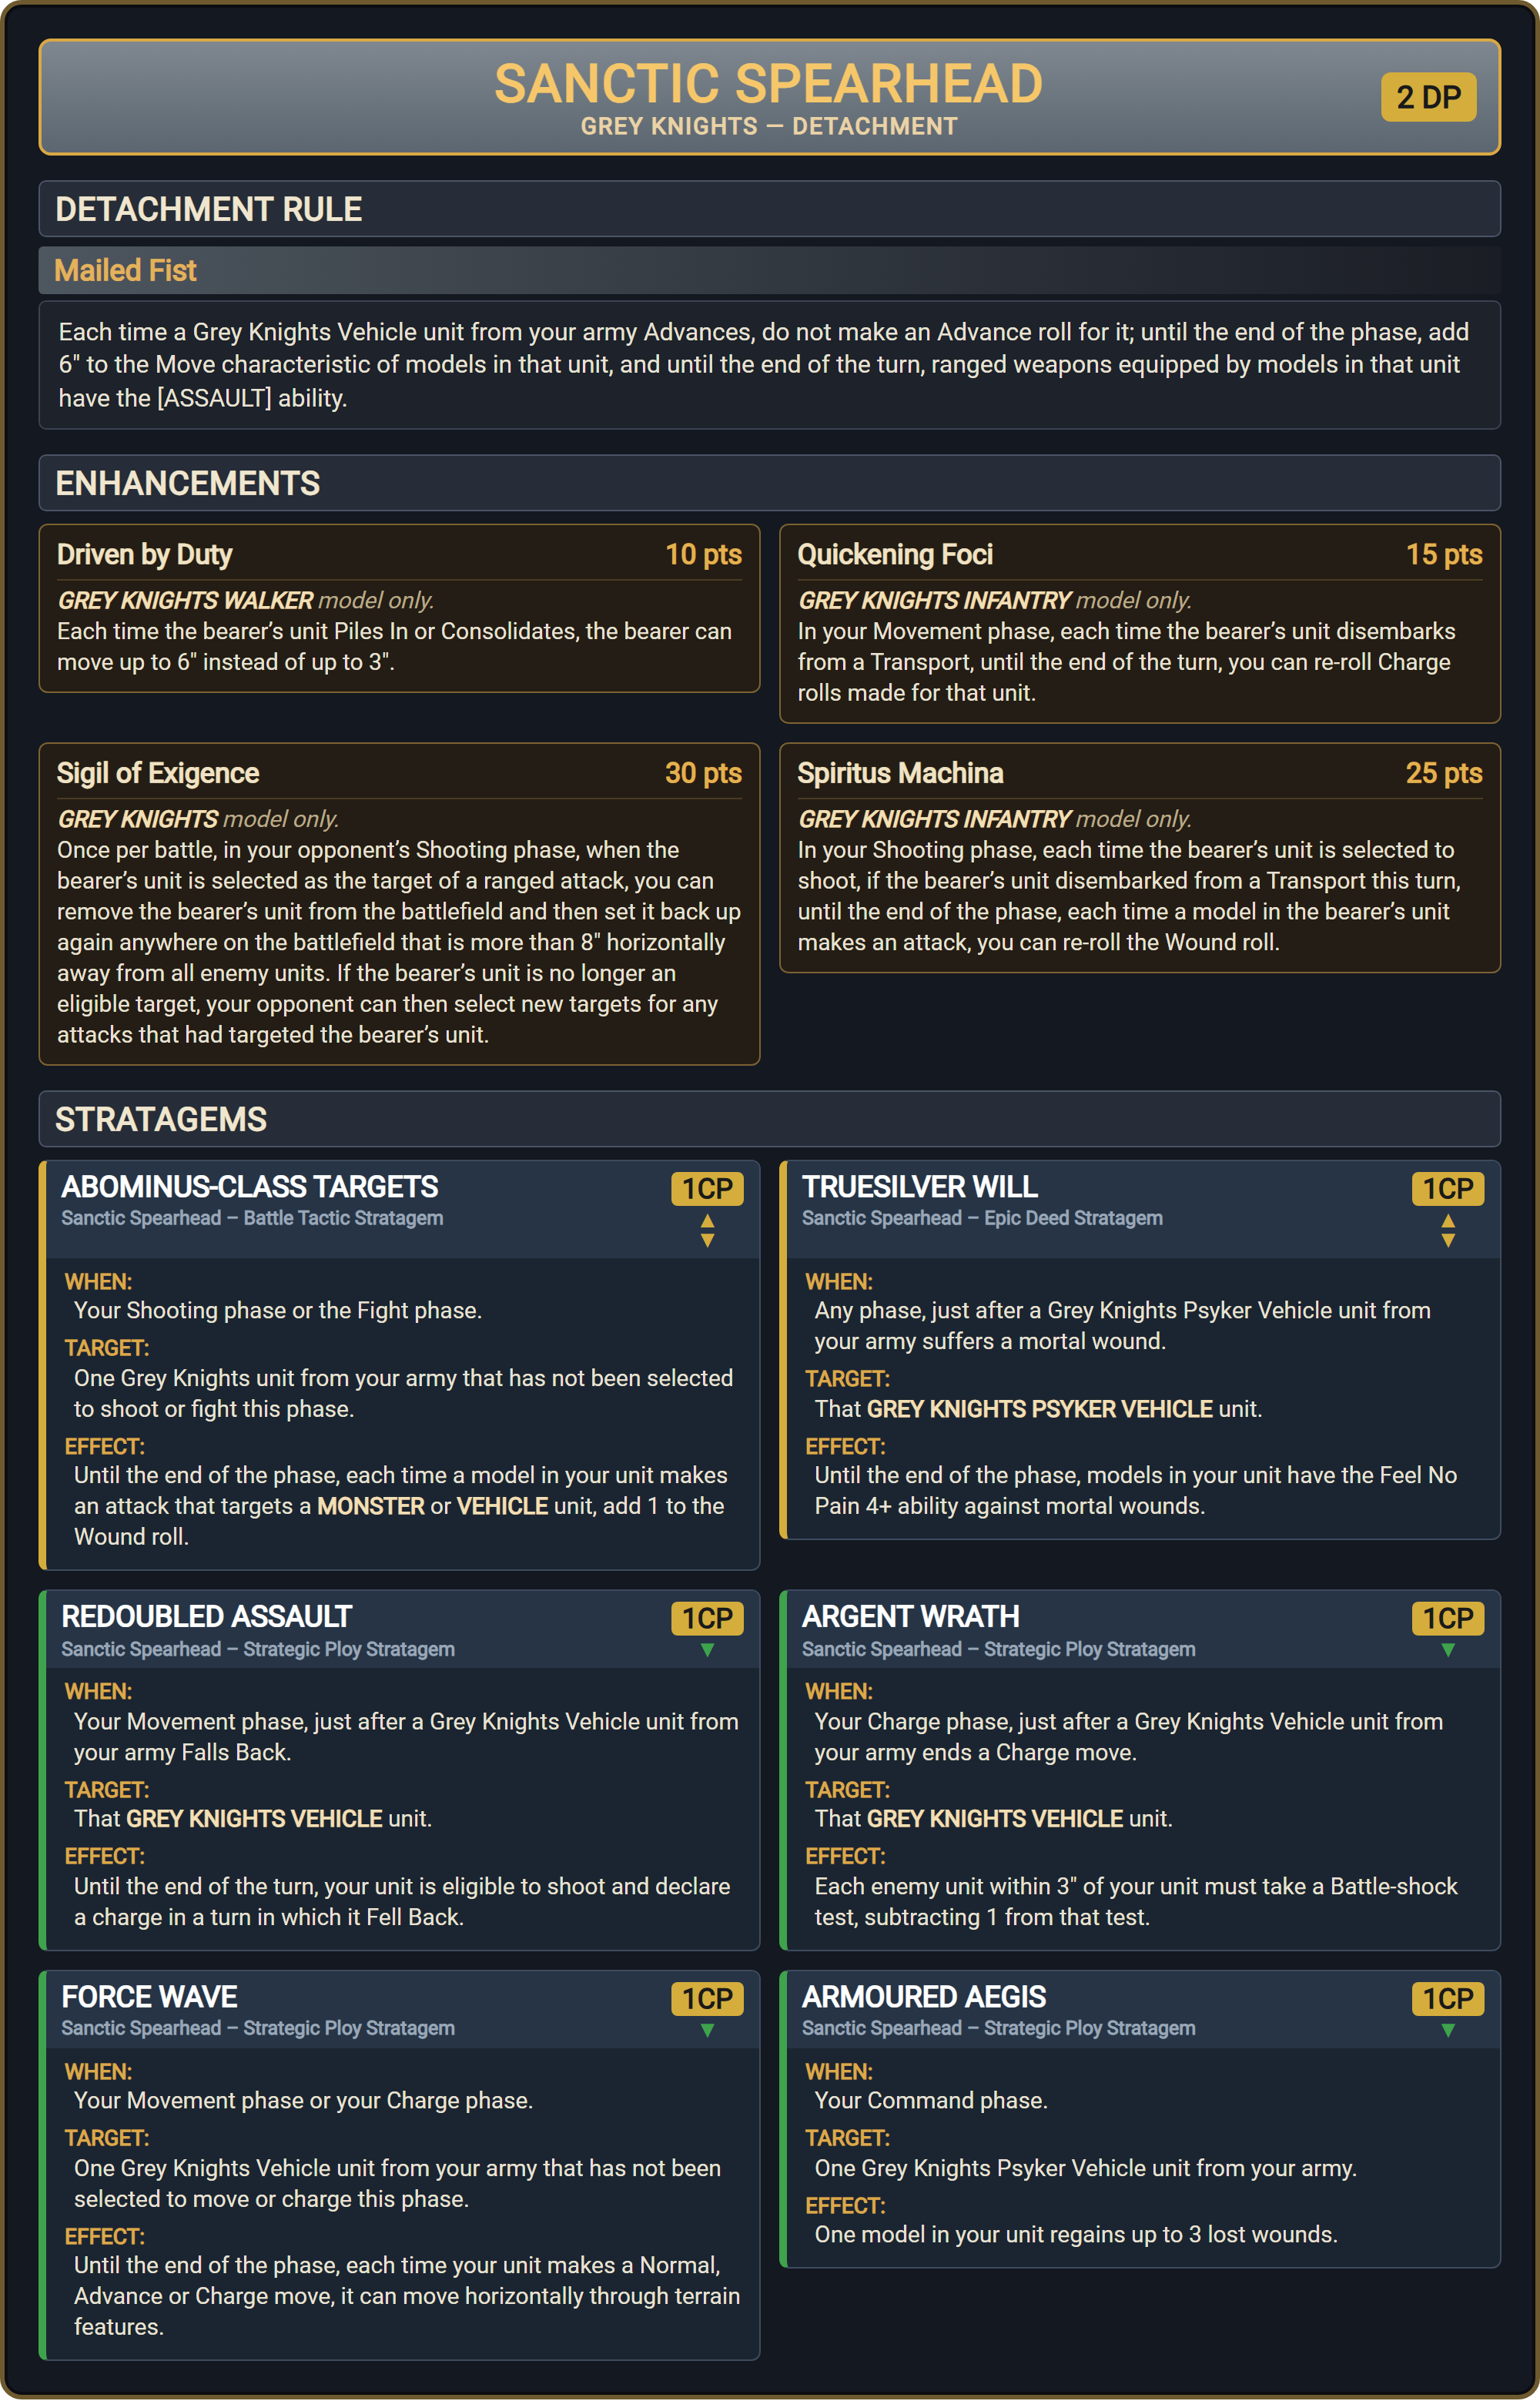 SANCTIC SPEARHEAD
GREY KNIGHTS — DETACHMENT
2 DP
DETACHMENT RULE
Mailed Fist
Each time a Grey Knights Vehicle unit from your army Advances, do not make an Advance roll for it; until the end of the phase, add
6" to the Move characteristic of models in that unit, and until the end of the turn, ranged weapons equipped by models in that unit
have the [ASSAULT] ability.
ENHANCEMENTS
Driven by Duty
10 pts
GREY KNIGHTS WALKER model only.
Each time the bearer’s unit Piles In or Consolidates, the bearer can
move up to 6" instead of up to 3".
Quickening Foci
15 pts
GREY KNIGHTS INFANTRY model only.
In your Movement phase, each time the bearer’s unit disembarks
from a Transport, until the end of the turn, you can re-roll Charge
rolls made for that unit.
Sigil of Exigence
30 pts
GREY KNIGHTS model only.
Once per battle, in your opponent’s Shooting phase, when the
bearer’s unit is selected as the target of a ranged attack, you can
remove the bearer’s unit from the battlefield and then set it back up
again anywhere on the battlefield that is more than 8" horizontally
away from all enemy units. If the bearer’s unit is no longer an
eligible target, your opponent can then select new targets for any
attacks that had targeted the bearer’s unit.
Spiritus Machina
25 pts
GREY KNIGHTS INFANTRY model only.
In your Shooting phase, each time the bearer’s unit is selected to
shoot, if the bearer’s unit disembarked from a Transport this turn,
until the end of the phase, each time a model in the bearer’s unit
makes an attack, you can re-roll the Wound roll.
STRATAGEMS
ABOMINUS-CLASS TARGETS
1CP
Sanctic Spearhead – Battle Tactic Stratagem
▲
▼
WHEN:
Your Shooting phase or the Fight phase.
TARGET:
One Grey Knights unit from your army that has not been selected
to shoot or fight this phase.
EFFECT:
Until the end of the phase, each time a model in your unit makes
an attack that targets a MONSTER or VEHICLE unit, add 1 to the
Wound roll.
TRUESILVER WILL
1CP
Sanctic Spearhead – Epic Deed Stratagem
▲
▼
WHEN:
Any phase, just after a Grey Knights Psyker Vehicle unit from
your army suffers a mortal wound.
TARGET:
That GREY KNIGHTS PSYKER VEHICLE unit.
EFFECT:
Until the end of the phase, models in your unit have the Feel No
Pain 4+ ability against mortal wounds.
REDOUBLED ASSAULT
1CP
Sanctic Spearhead – Strategic Ploy Stratagem
▼
WHEN:
Your Movement phase, just after a Grey Knights Vehicle unit from
your army Falls Back.
TARGET:
That GREY KNIGHTS VEHICLE unit.
EFFECT:
Until the end of the turn, your unit is eligible to shoot and declare
a charge in a turn in which it Fell Back.
ARGENT WRATH
1CP
Sanctic Spearhead – Strategic Ploy Stratagem
▼
WHEN:
Your Charge phase, just after a Grey Knights Vehicle unit from
your army ends a Charge move.
TARGET:
That GREY KNIGHTS VEHICLE unit.
EFFECT:
Each enemy unit within 3" of your unit must take a Battle-shock
test, subtracting 1 from that test.
FORCE WAVE
1CP
Sanctic Spearhead – Strategic Ploy Stratagem
▼
WHEN:
Your Movement phase or your Charge phase.
TARGET:
One Grey Knights Vehicle unit from your army that has not been
selected to move or charge this phase.
EFFECT:
Until the end of the phase, each time your unit makes a Normal,
Advance or Charge move, it can move horizontally through terrain
features.
ARMOURED AEGIS
1CP
Sanctic Spearhead – Strategic Ploy Stratagem
▼
WHEN:
Your Command phase.
TARGET:
One Grey Knights Psyker Vehicle unit from your army.
EFFECT:
One model in your unit regains up to 3 lost wounds.